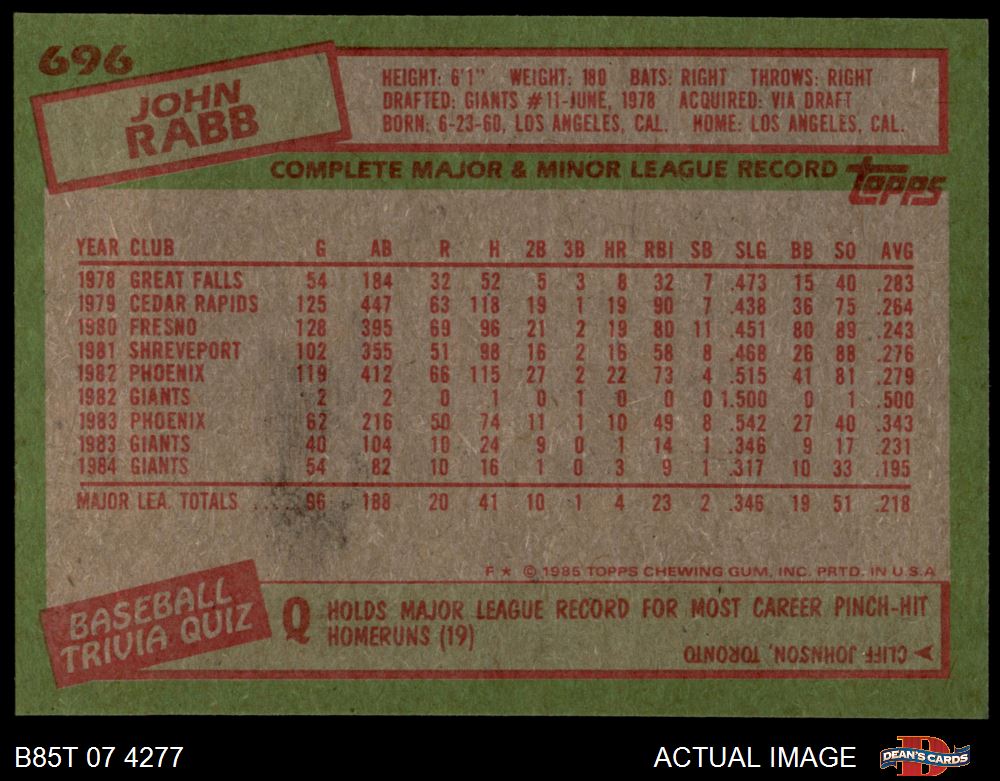 696
JOHN
RABB
HEIGHT: 6'1" WEIGHT: 180 BATS: RIGHT THROWS: RIGHT
DRAFTED: GIANTS #11-JUNE, 1978 ACQUIRED: VIA DRAFT
BORN: 6-23-60, LOS ANGELES, CAL. HOME: LOS ANGELES, CAL.
COMPLETE MAJOR & MINOR LEAGUE RECORD topps
YEAR CLUB G AB R H 2B 3B HR RBI SB SLG BB SO AVG
1978 GREAT FALLS 54 184 32 52 5 3 8 32 7 .473 15 40 .283
1979 CEDAR RAPIDS 125 447 63 118 19 1 19 90 7 .438 36 75 .264
1980 FRESNO 128 395 69 96 21 2 19 80 11 .451 80 89 .243
1981 SHREVEPORT 102 355 51 98 16 2 16 58 8 .468 26 88 .276
1982 PHOENIX 119 412 66 115 27 2 22 73 4 .515 41 81 .279
1982 GIANTS 2 2 0 1 0 1 0 0 0 1.500 0 1 .500
1983 PHOENIX 62 216 50 74 11 1 10 49 8 .542 27 40 .343
1983 GIANTS 40 104 10 24 9 0 1 14 1 .346 9 17 .231
1984 GIANTS 54 82 10 16 1 0 3 9 1 .317 10 33 .195
MAJOR LEA. TOTALS .... 96 188 20 41 10 1 4 23 2 .346 19 51 .218
F ★ © 1985 TOPPS CHEWING GUM, INC. PRTD. IN U.S.A
BASEBALL
TRIVIA QUIZ
Q HOLDS MAJOR LEAGUE RECORD FOR MOST CAREER PINCH-HIT
HOMERUNS (19)
A CLIFF JOHNSON, TORONTO
B85T 07 4277
ACTUAL IMAGE
DEAN'S CARDS